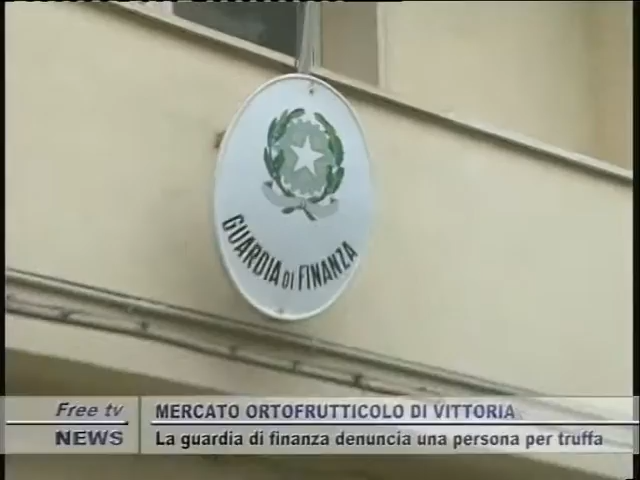 GUARDIA DI FINANZA
Free tv
NEWS
MERCATO ORTOFRUTTICOLO DI VITTORIA
La guardia di finanza denuncia una persona per truffa